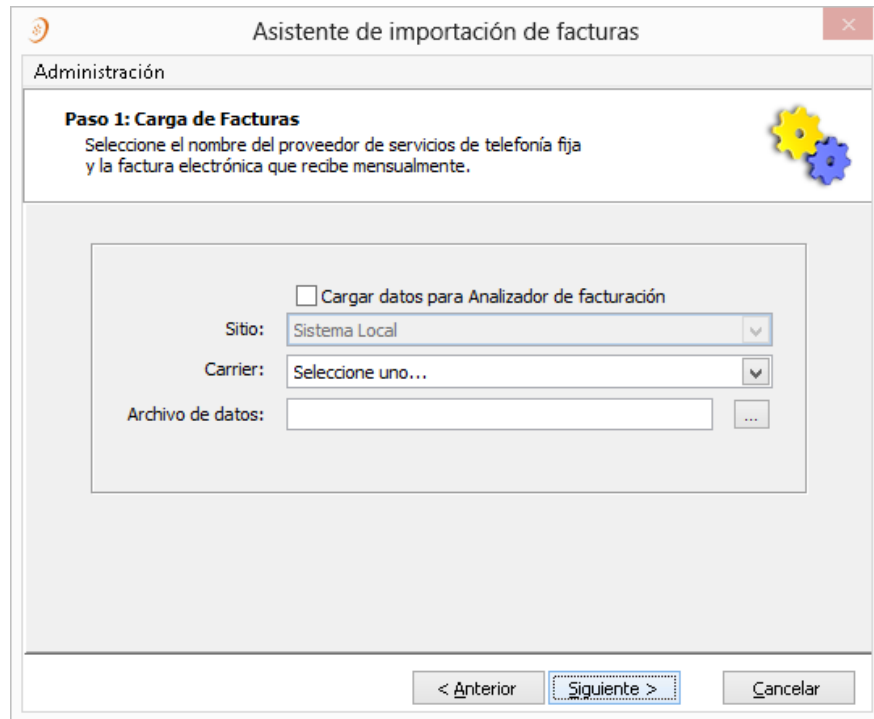 Asistente de importación de facturas
Administración
Paso 1: Carga de Facturas
Seleccione el nombre del proveedor de servicios de telefonía fija
y la factura electrónica que recibe mensualmente.
Cargar datos para Analizador de facturación
Sitio: Sistema Local
Carrier: Seleccione uno...
Archivo de datos: ...
< Anterior Siguiente > Cancelar